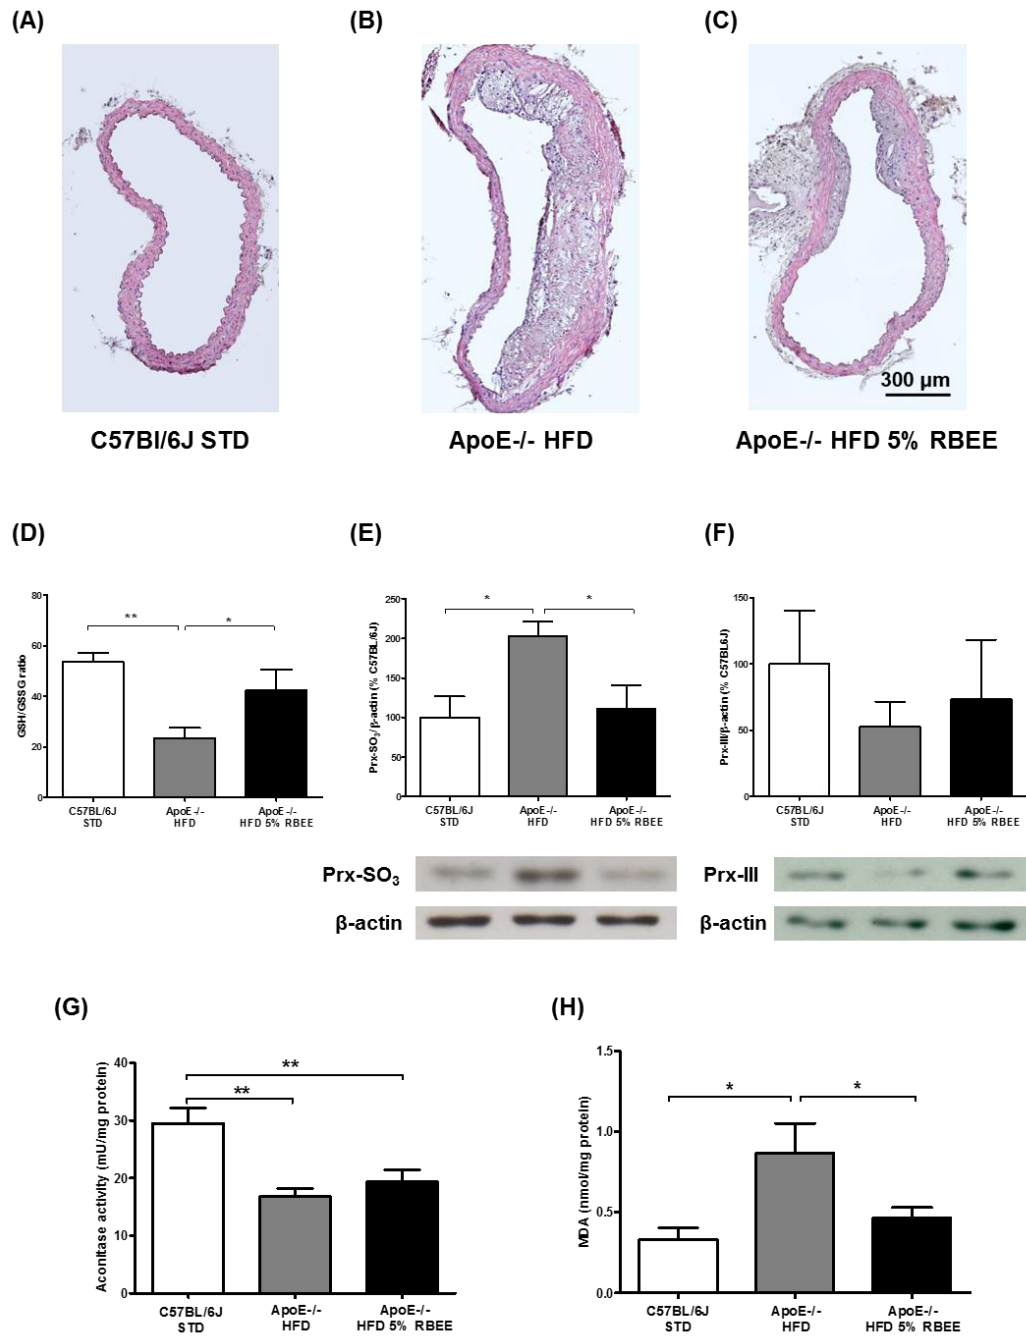 (A)
(B)
(C)
300 µm
C57Bl/6J STD
ApoE-/- HFD
ApoE-/- HFD 5% RBEE
(D)
(E)
(F)
GSH/GSSG ratio
80
60
40
20
0
**
*
C57BL/6J
STD
ApoE-/-
HFD
ApoE-/-
HFD 5% RBEE
Prx-SO₃/β-actin (% C57BL/6J)
250
200
150
100
50
0
*
*
C57BL/6J
STD
ApoE-/-
HFD
ApoE-/-
HFD 5% RBEE
Prx-III/β-actin (% C57BL6J)
150
100
50
0
C57BL/6J
STD
ApoE-/-
HFD
ApoE-/-
HFD 5% RBEE
Prx-SO₃
β-actin
Prx-III
β-actin
(G)
(H)
Aconitase activity (mU/mg protein)
40
30
20
10
0
**
**
C57BL/6J
STD
ApoE-/-
HFD
ApoE-/-
HFD 5% RBEE
MDA (nmol/mg protein)
1.5
1.0
0.5
0.0
*
*
C57BL/6J
STD
ApoE-/-
HFD
ApoE-/-
HFD 5% RBEE